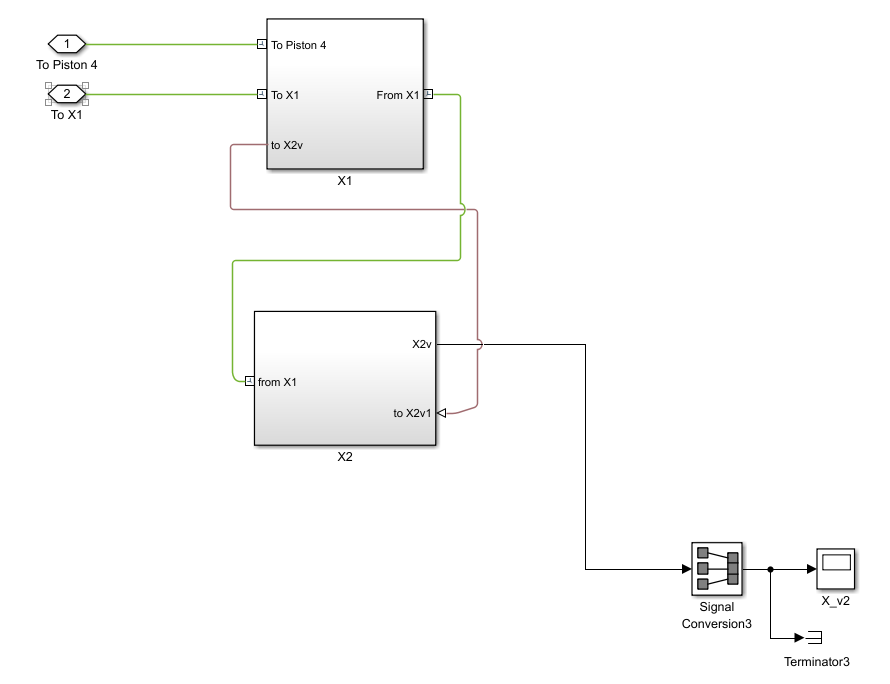 1
To Piston 4
2
To X1
To Piston 4
To X1
From X1
to X2v
X1
X2v
from X1
to X2v1
X2
Signal
Conversion3
X_v2
Terminator3